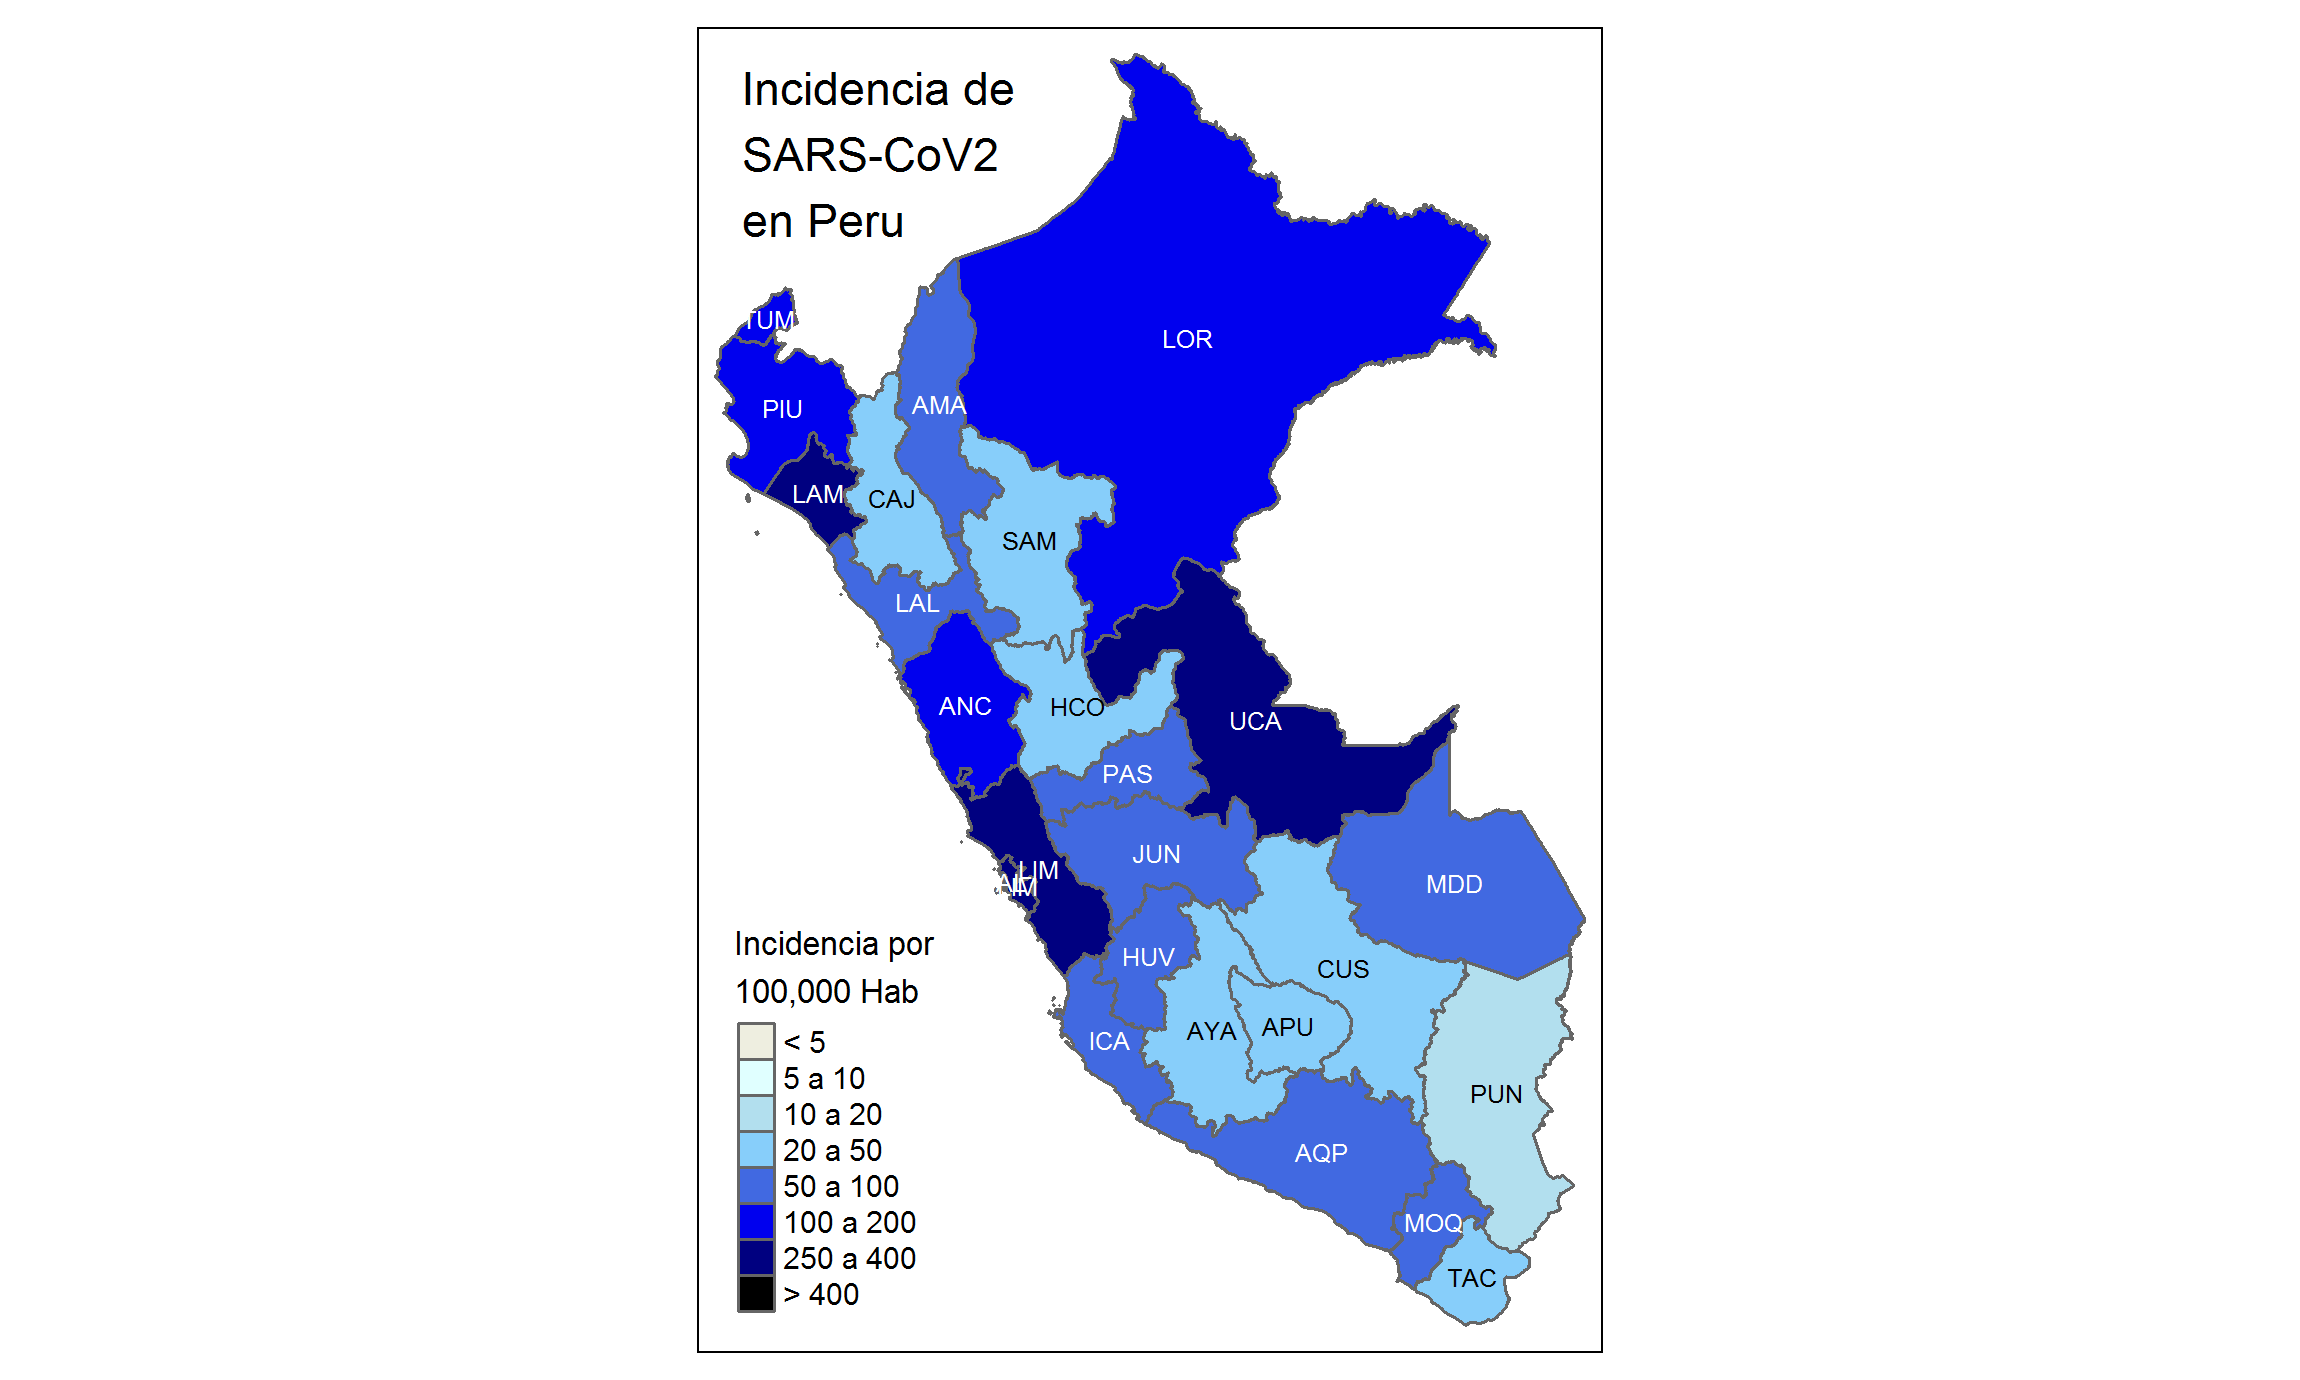 Incidencia de
SARS-CoV2
en Peru
TUM
LOR
PIU
AMA
LAM
CAJ
SAM
LAL
ANC
HCO
UCA
PAS
JUN
LIM
MDD
HUV
CUS
ICA
AYA
APU
PUN
AQP
MOQ
TAC
Incidencia por
100,000 Hab
< 5
5 a 10
10 a 20
20 a 50
50 a 100
100 a 200
250 a 400
> 400